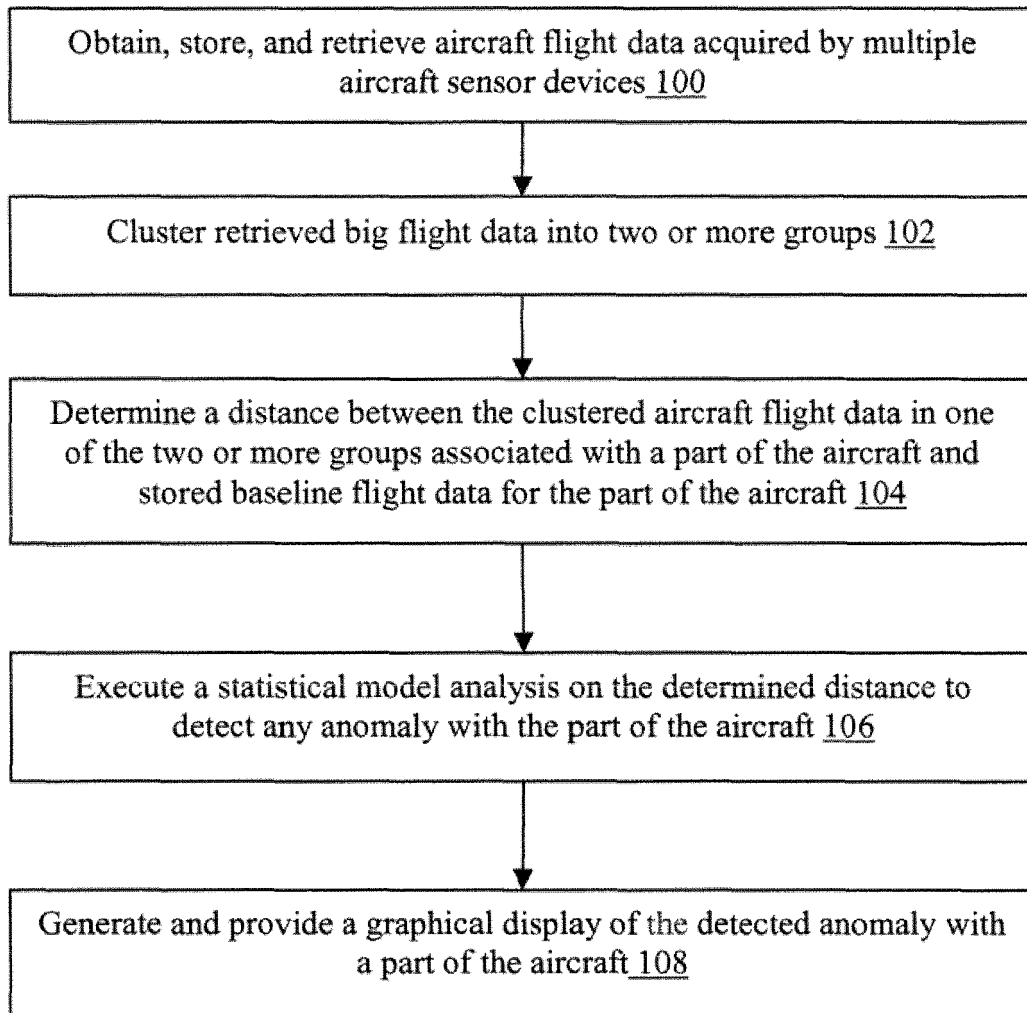 Obtain, store, and retrieve aircraft flight data acquired by multiple
aircraft sensor devices 100
Cluster retrieved big flight data into two or more groups 102
Determine a distance between the clustered aircraft flight data in one
of the two or more groups associated with a part of the aircraft and
stored baseline flight data for the part of the aircraft 104
Execute a statistical model analysis on the determined distance to
detect any anomaly with the part of the aircraft 106
Generate and provide a graphical display of the detected anomaly with
a part of the aircraft 108